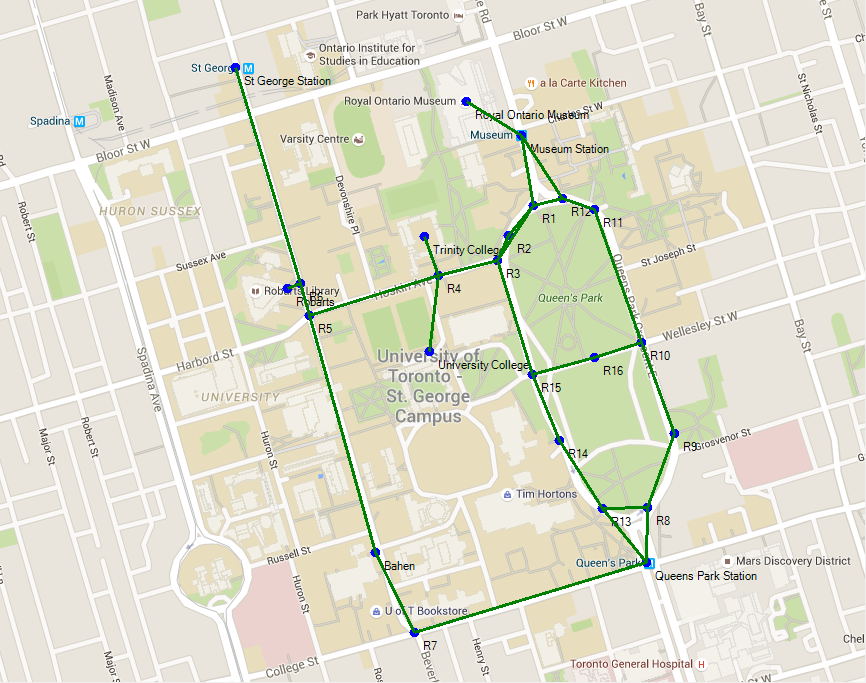 Park Hyatt Toronto
Bloor St W
Bay St
Ontario Institute for
Studies in Education
St George Station
Madison Ave
a la Carte Kitchen
Royal Ontario Museum
Royal Ontario Museum
St Nicholas St
Spadina
Varsity Centre
Museum
Museum Station
Bloor St W
HURON SUSSEX
Devonshire Pl
Robert St
R1
R12
R11
R2
Trinity College
R3
St Joseph St
Sussex Ave
R4
Hoskin Ave
Robarts Library
R6
Robarts
Queen's Park
R5
Wellesley St W
Bay St
Harbord St
University of
Toronto -
St. George
Campus
University College
R10
R16
R15
Spadina Ave
UNIVERSITY
Major St
Robert St
Huron St
R14
R9
Grosvenor St
Tim Hortons
R13
R8
Russell St
Bahen
Queen's Park
Queens Park Station
Mars Discovery District
Huron St
U of T Bookstore
R7
Henry St
College St
Toronto General Hospital